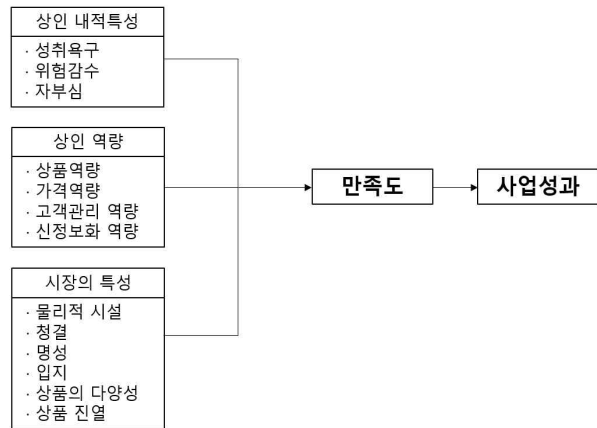 상인 내적특성
· 성취욕구
· 위험감수
· 자부심
상인 역량
· 상품역량
· 가격역량
· 고객관리 역량
· 신정보화 역량
만족도
사업성과
시장의 특성
· 물리적 시설
· 청결
· 명성
· 입지
· 상품의 다양성
· 상품 진열